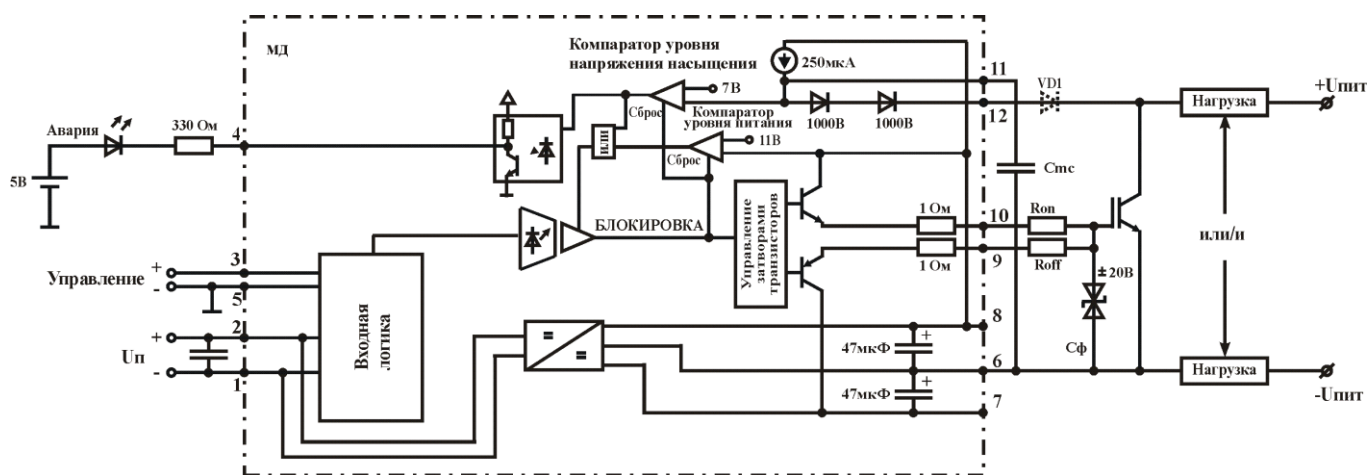 МД
Компаратор уровня
напряжения насыщения
250мкА
11
7В
Сброс
VD1
12
+Uпит
Нагрузка
Авария
330 Ом
4
Компаратор
уровня питания
1000В
1000В
11В
ИЛИ
Сброс
Cmc
5В
БЛОКИРОВКА
Управление
затворами
транзисторов
1 Ом
10
Ron
или/и
1 Ом
9
Roff
±20В
Управление
+
3
-
5
Входная
логика
+
2
Uп
-
1
=
=
8
+
47мкФ
Сф
6
+
47мкФ
7
Нагрузка
-Uпит